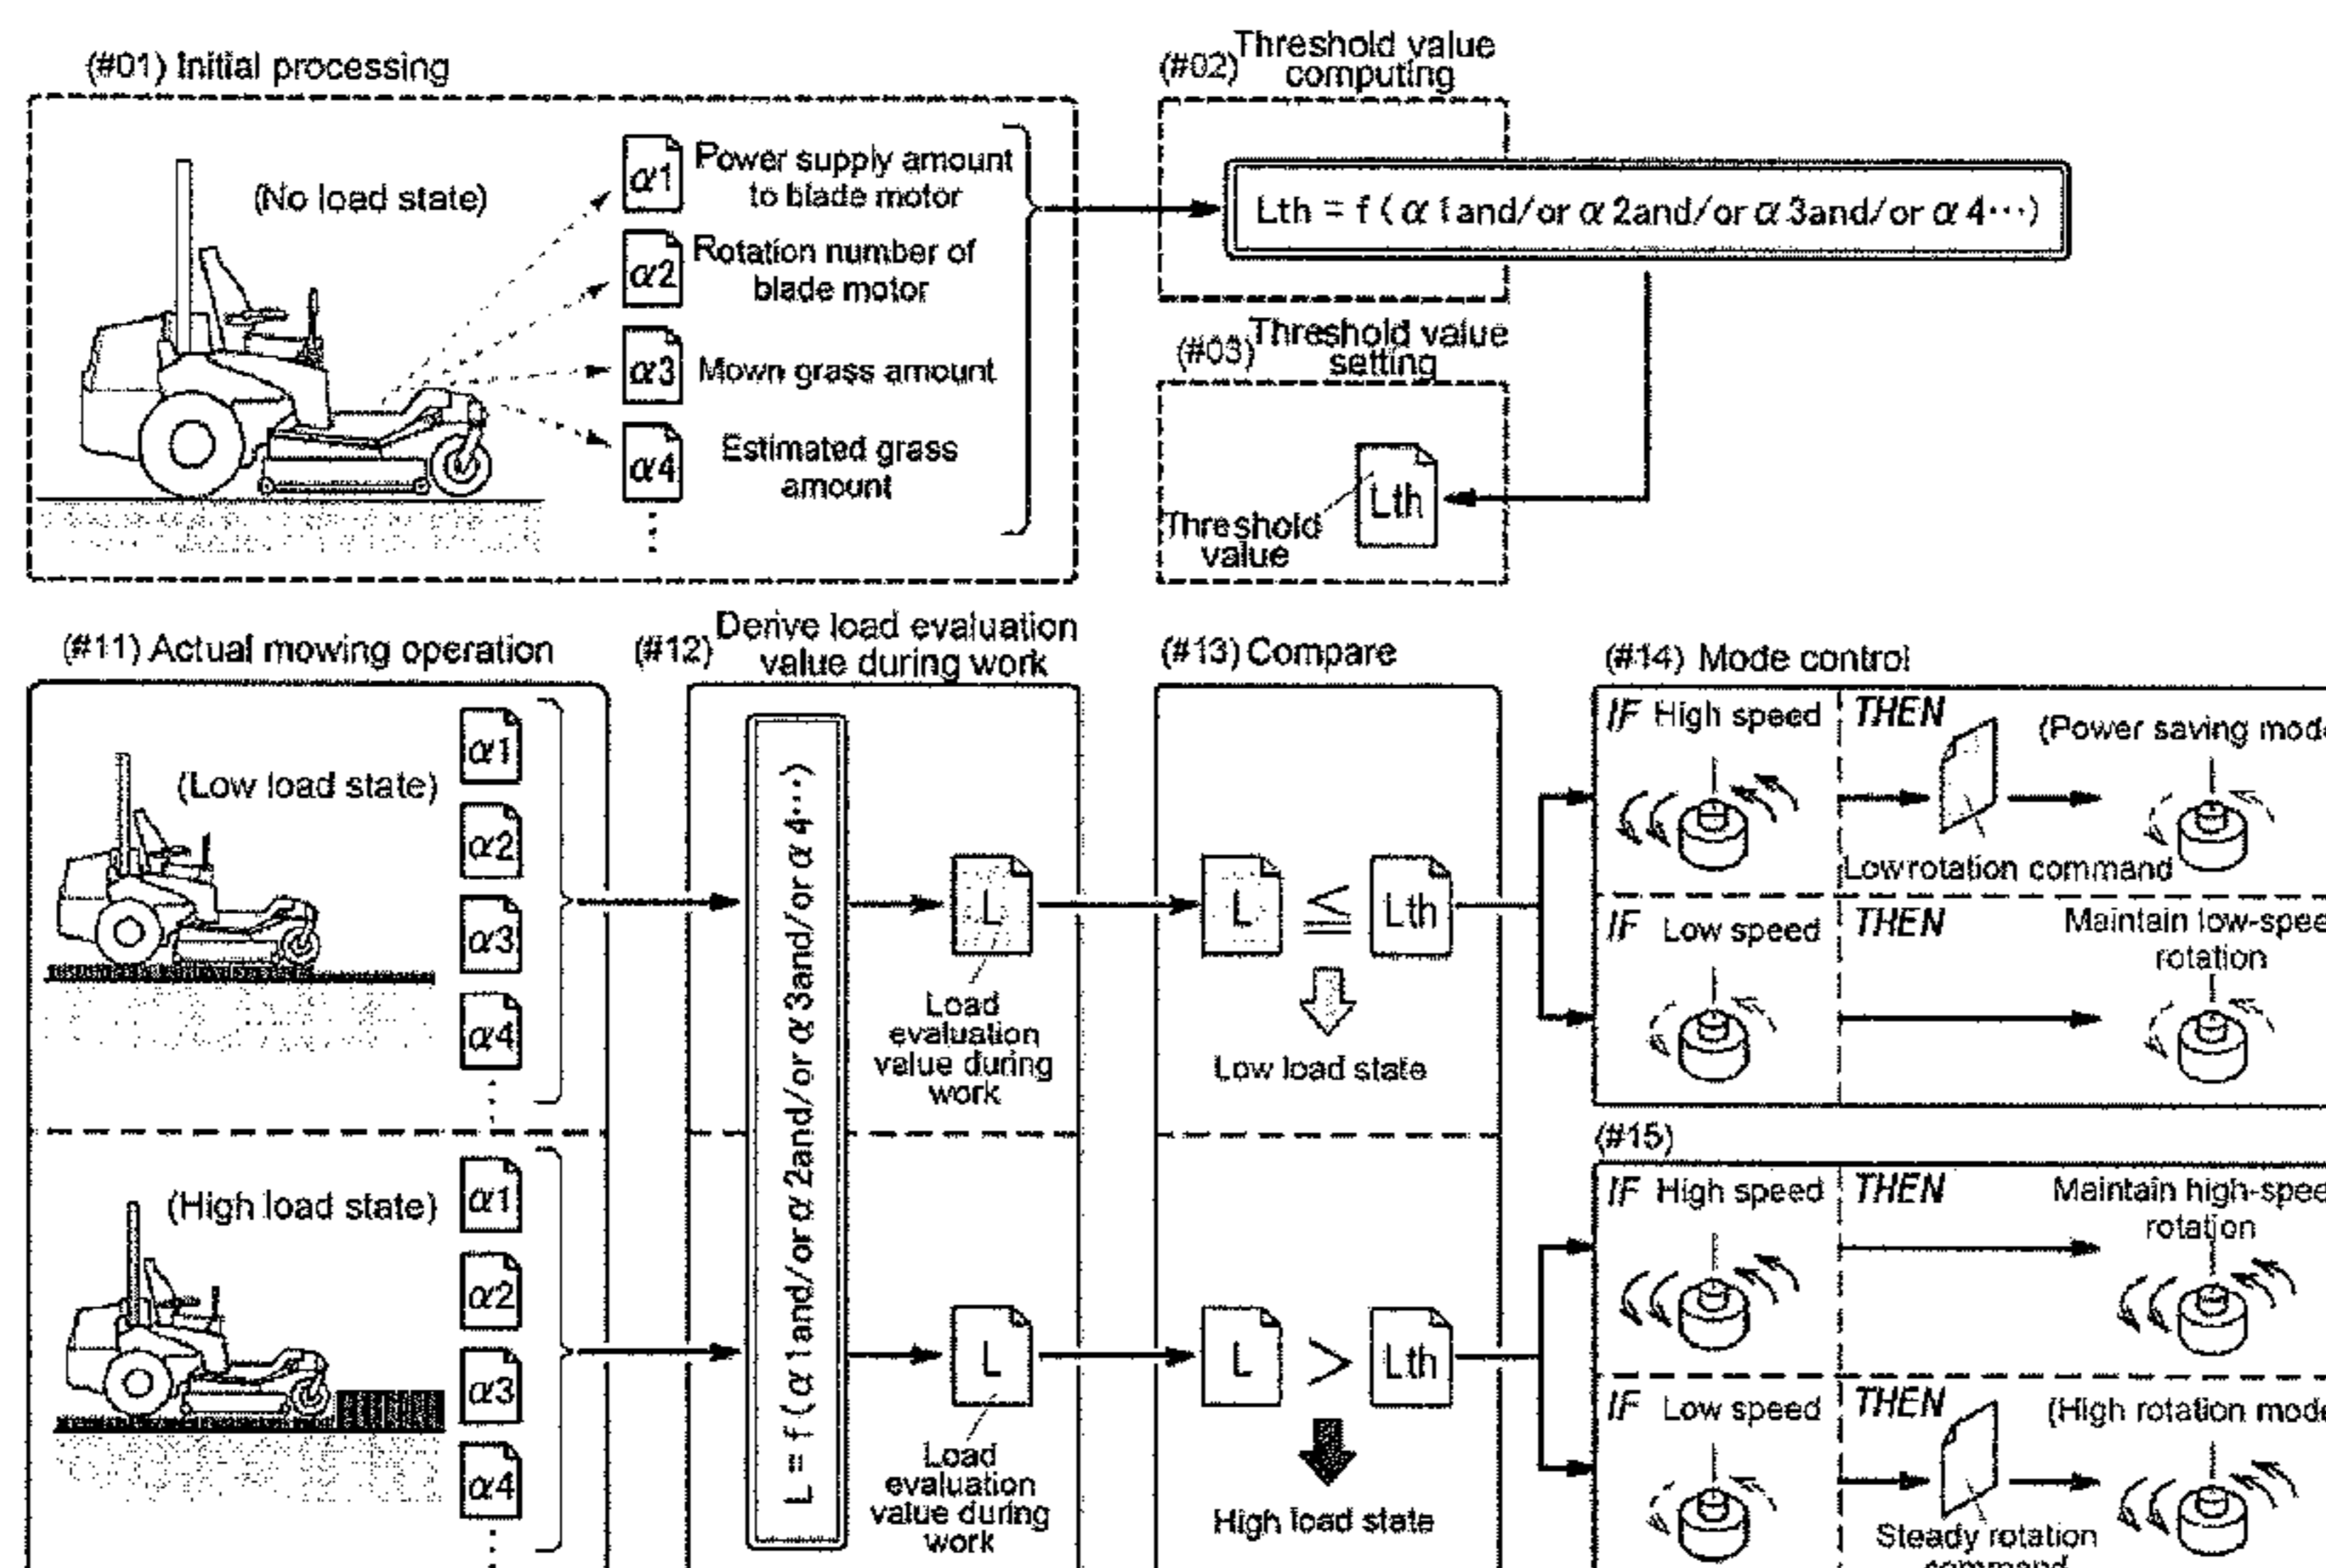 (#01) Initial processing
(No load state)
α1
Power supply amount
to blade motor
α2
Rotation number of
blade motor
α3
Mown grass amount
α4
Estimated grass
amount
(#02) Threshold value
computing
Lth = f ( α 1and/or α 2and/or α 3and/or α 4⋯)
(#03) Threshold value
setting
Lth
Threshold
value
(#11) Actual mowing operation
(Low load state)
α1
α2
α3
α4
(High load state)
α1
α2
α3
α4
(#12) Derive load evaluation
value during work
L = f ( α 1and/or α 2and/or α 3and/or α 4⋯)
L
Load
evaluation
value during
work
L
Load
evaluation
value during
work
(#13) Compare
L ≦ Lth
Low load state
L > Lth
High load state
(#14) Mode control
IF High speed THEN (Power saving mod
Low rotation command
IF Low speed THEN Maintain low-spee
rotation
(#15)
IF High speed THEN Maintain high-spee
rotation
IF Low speed THEN (High rotation mod
Steady rotation